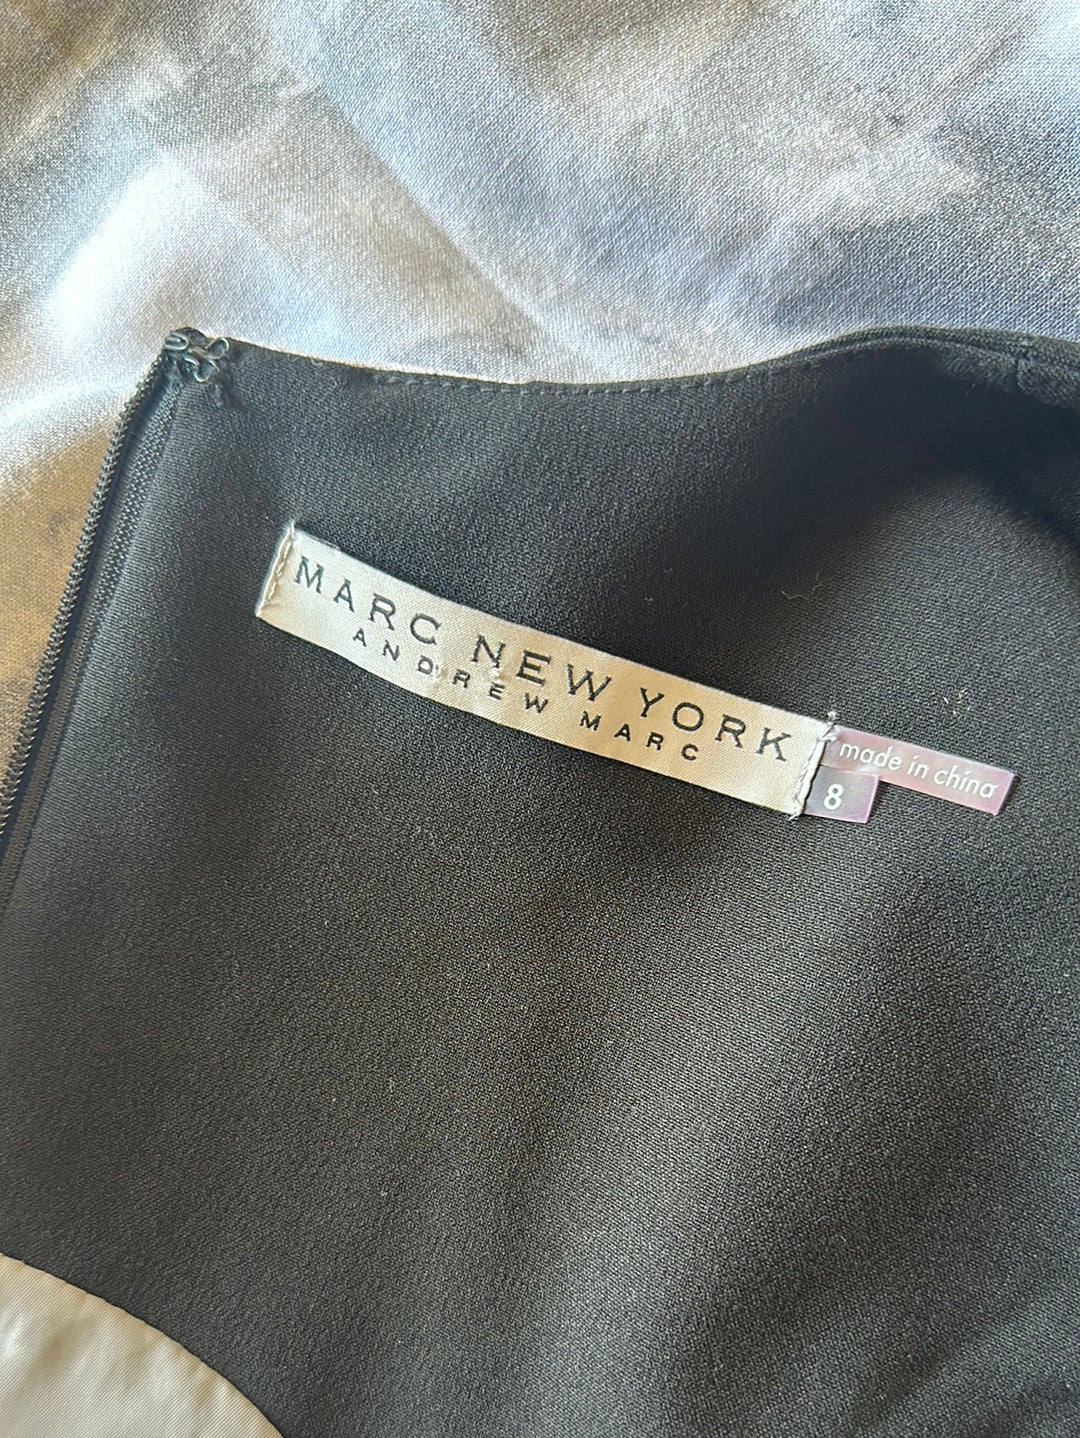 MARC NEW YORK
ANDREW MARC
made in china
8